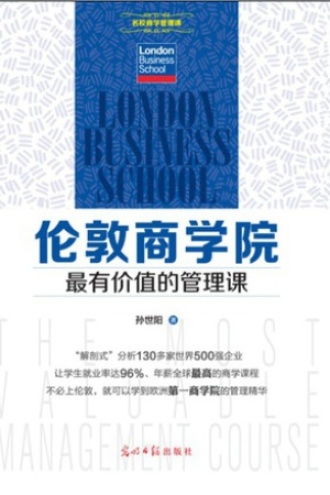 名校商学管理课
London
Business
School
LONDON
BUSINESS
SCHOOL
伦敦商学院
最有价值的管理课
孙世阳 著
“解剖式”分析130多家世界500强企业
让学生就业率达96%、年薪全球最高的商学课程
不必上伦敦，就可以学到欧洲第一商学院的管理精华
THE MOST
VALUABLE
MANAGEMENT COURSE
光明日报出版社